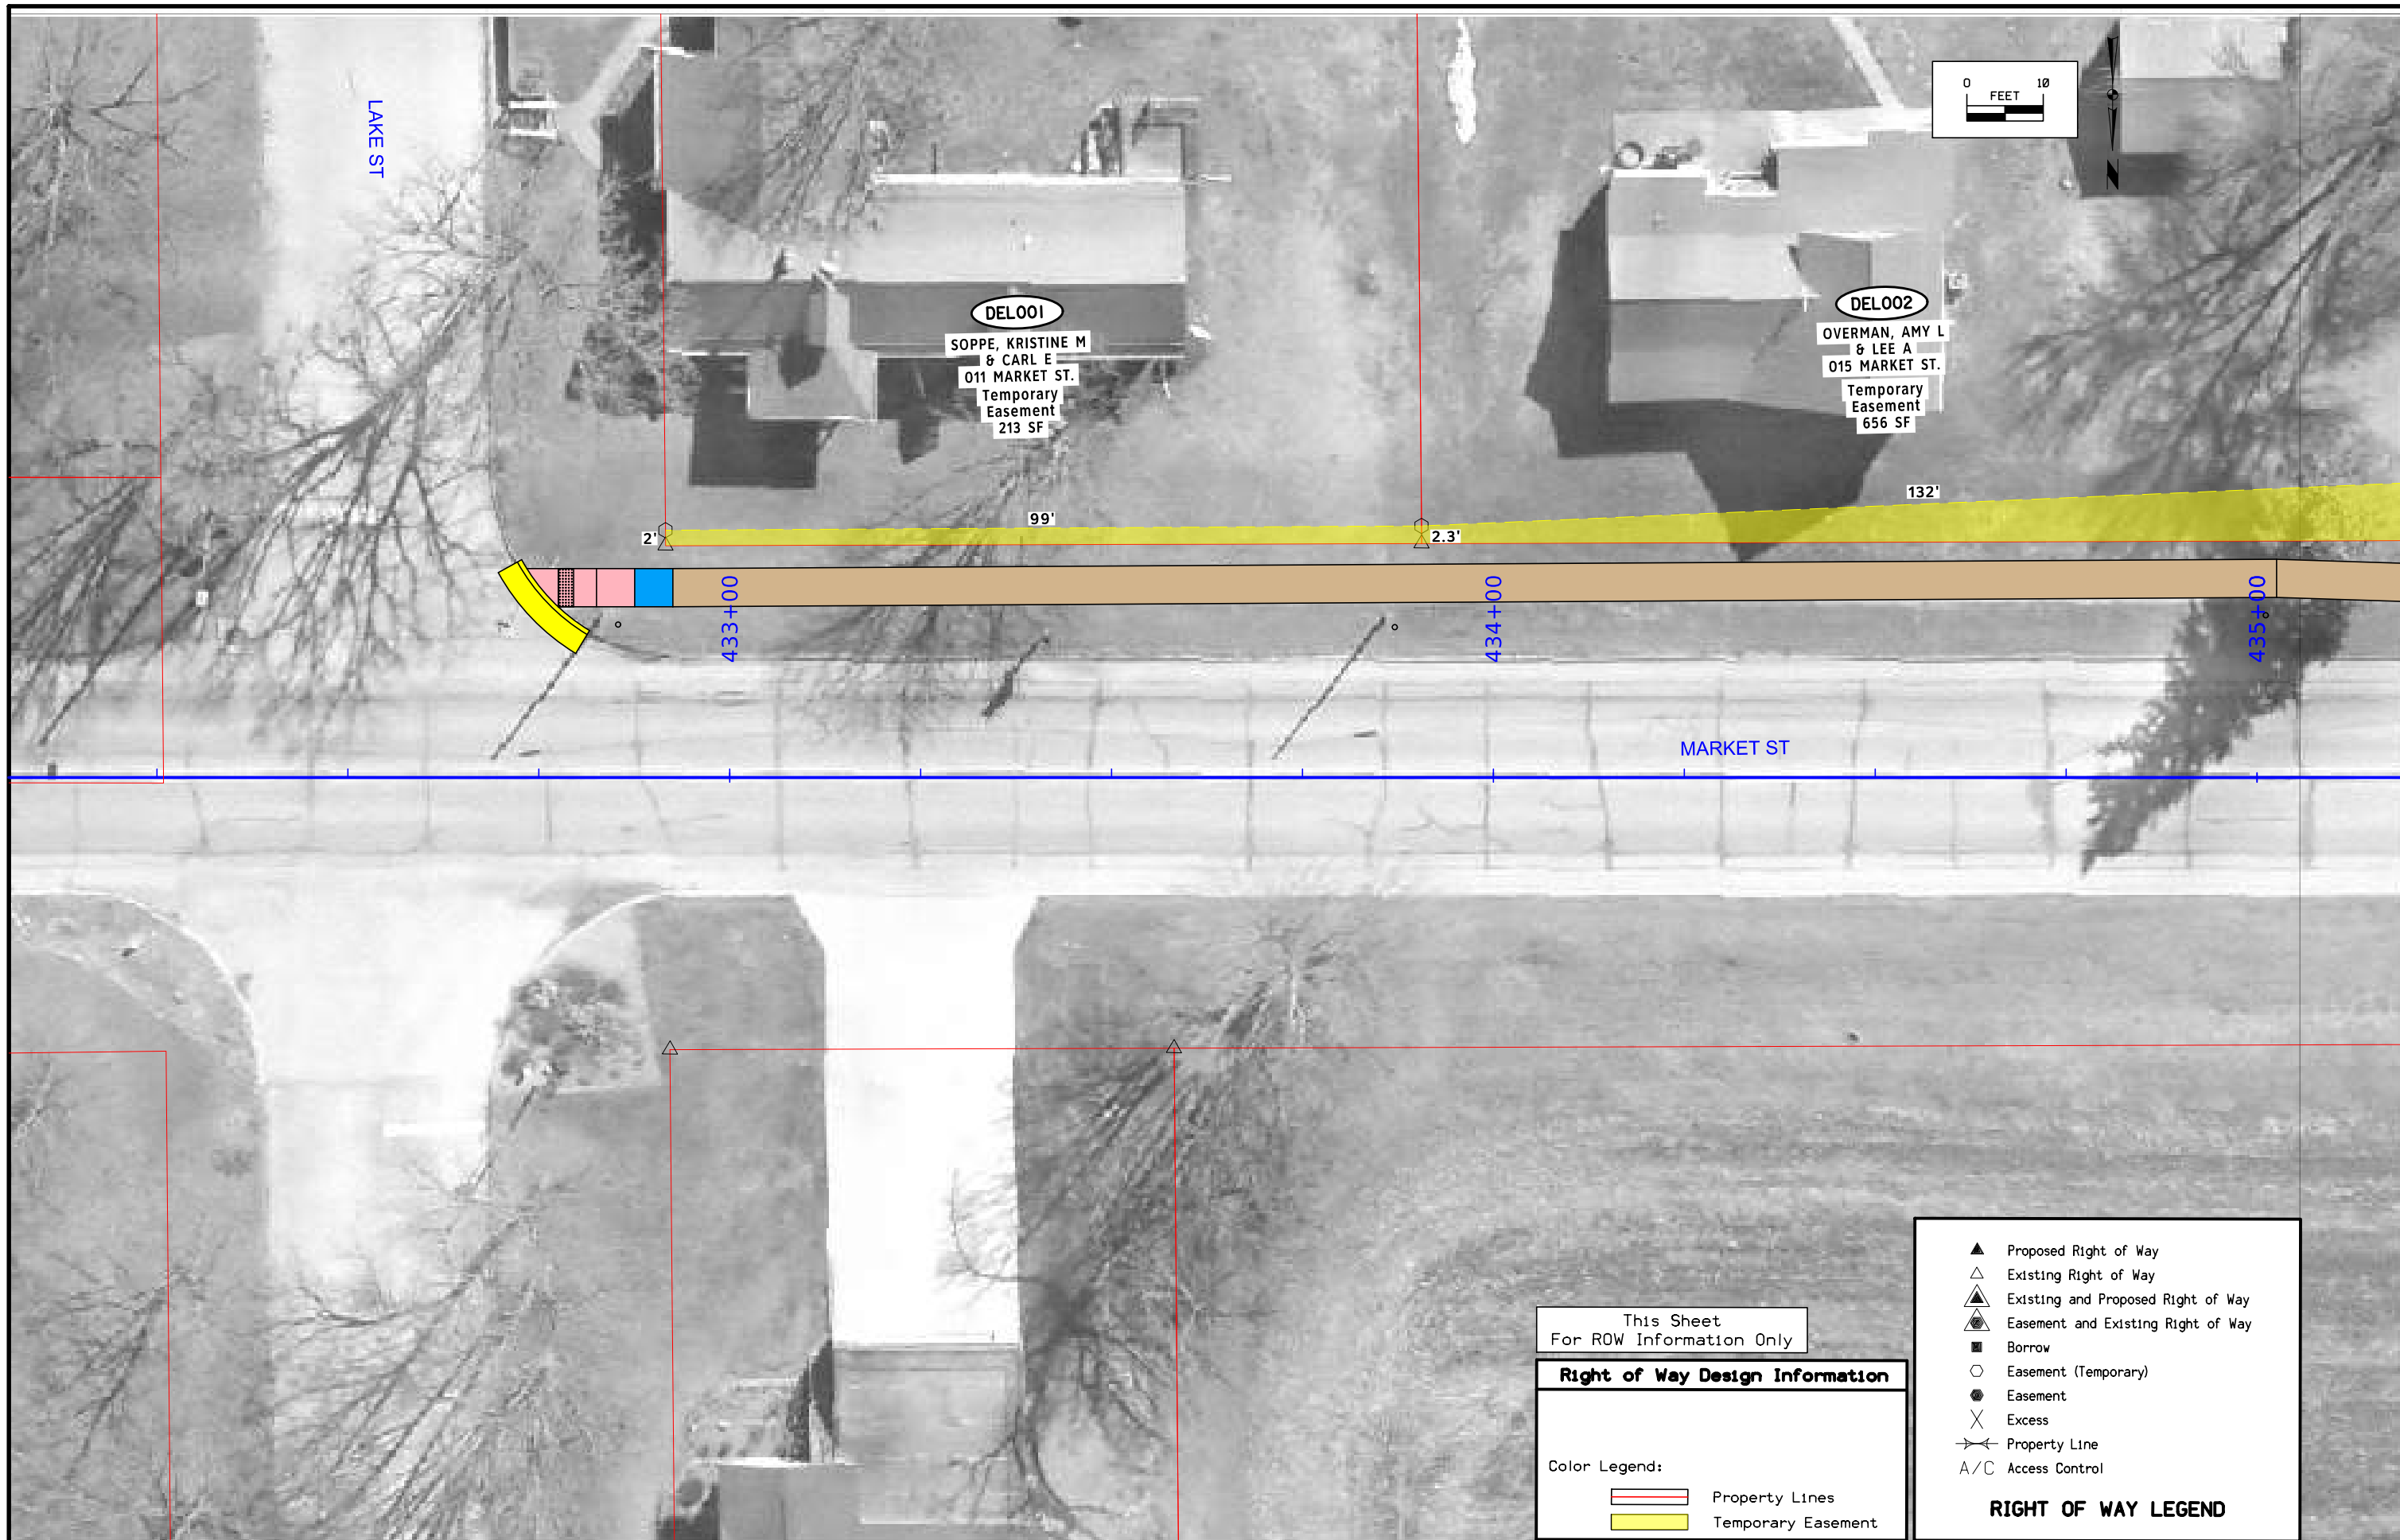 LAKE ST
0 10
FEET
N
DEL001
SOPPE, KRISTINE M
& CARL E
011 MARKET ST.
Temporary
Easement
213 SF
DEL002
OVERMAN, AMY L
& LEE A
015 MARKET ST.
Temporary
Easement
656 SF
132'
99'
2'
2.3'
433+00
434+00
435+00
MARKET ST
This Sheet
For ROW Information Only
Right of Way Design Information
Color Legend:
Property Lines
Temporary Easement
Proposed Right of Way
Existing Right of Way
Existing and Proposed Right of Way
Easement and Existing Right of Way
Borrow
Easement (Temporary)
Easement
Excess
Property Line
A/C Access Control
RIGHT OF WAY LEGEND